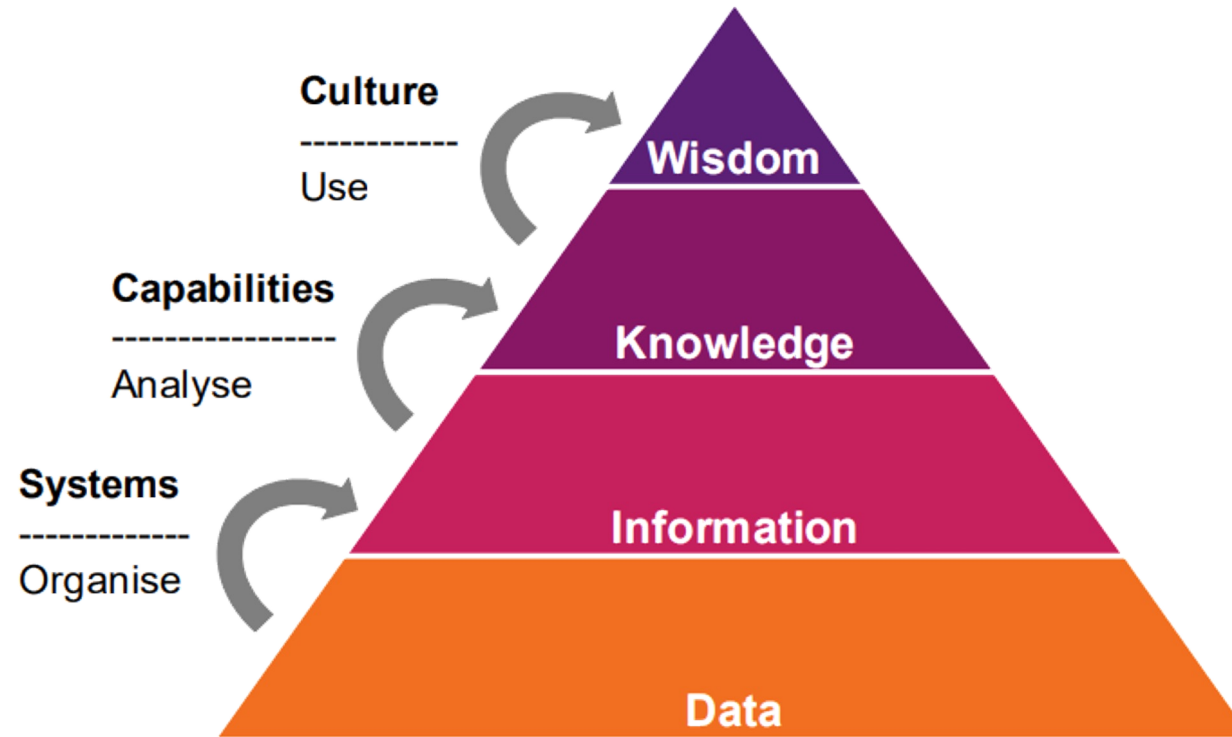 Culture
------------
Use
Wisdom
Capabilities
-----------------
Analyse
Knowledge
Systems
-------------
Organise
Information
Data